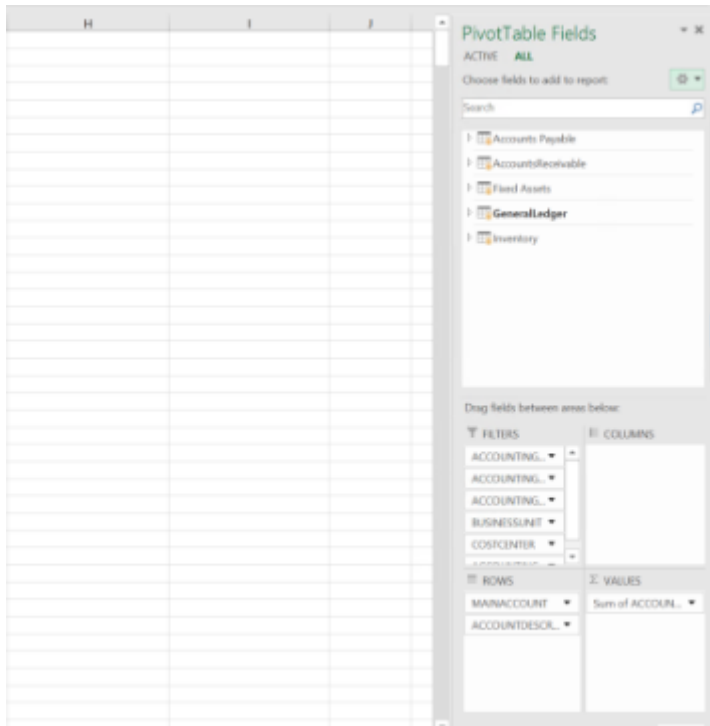 H I J
PivotTable Fields
ACTIVE ALL
Choose fields to add to report:
Search
Accounts Payable
AccountsReceivable
Fixed Assets
GeneralLedger
Inventory
Drag fields between areas below:
FILTERS
ACCOUNTING...
ACCOUNTING...
ACCOUNTING...
BUSINESSUNIT
COSTCENTER
COLUMNS
ROWS
MAINACCOUNT
ACCOUNTDESCR...
Σ VALUES
Sum of ACCOUN...